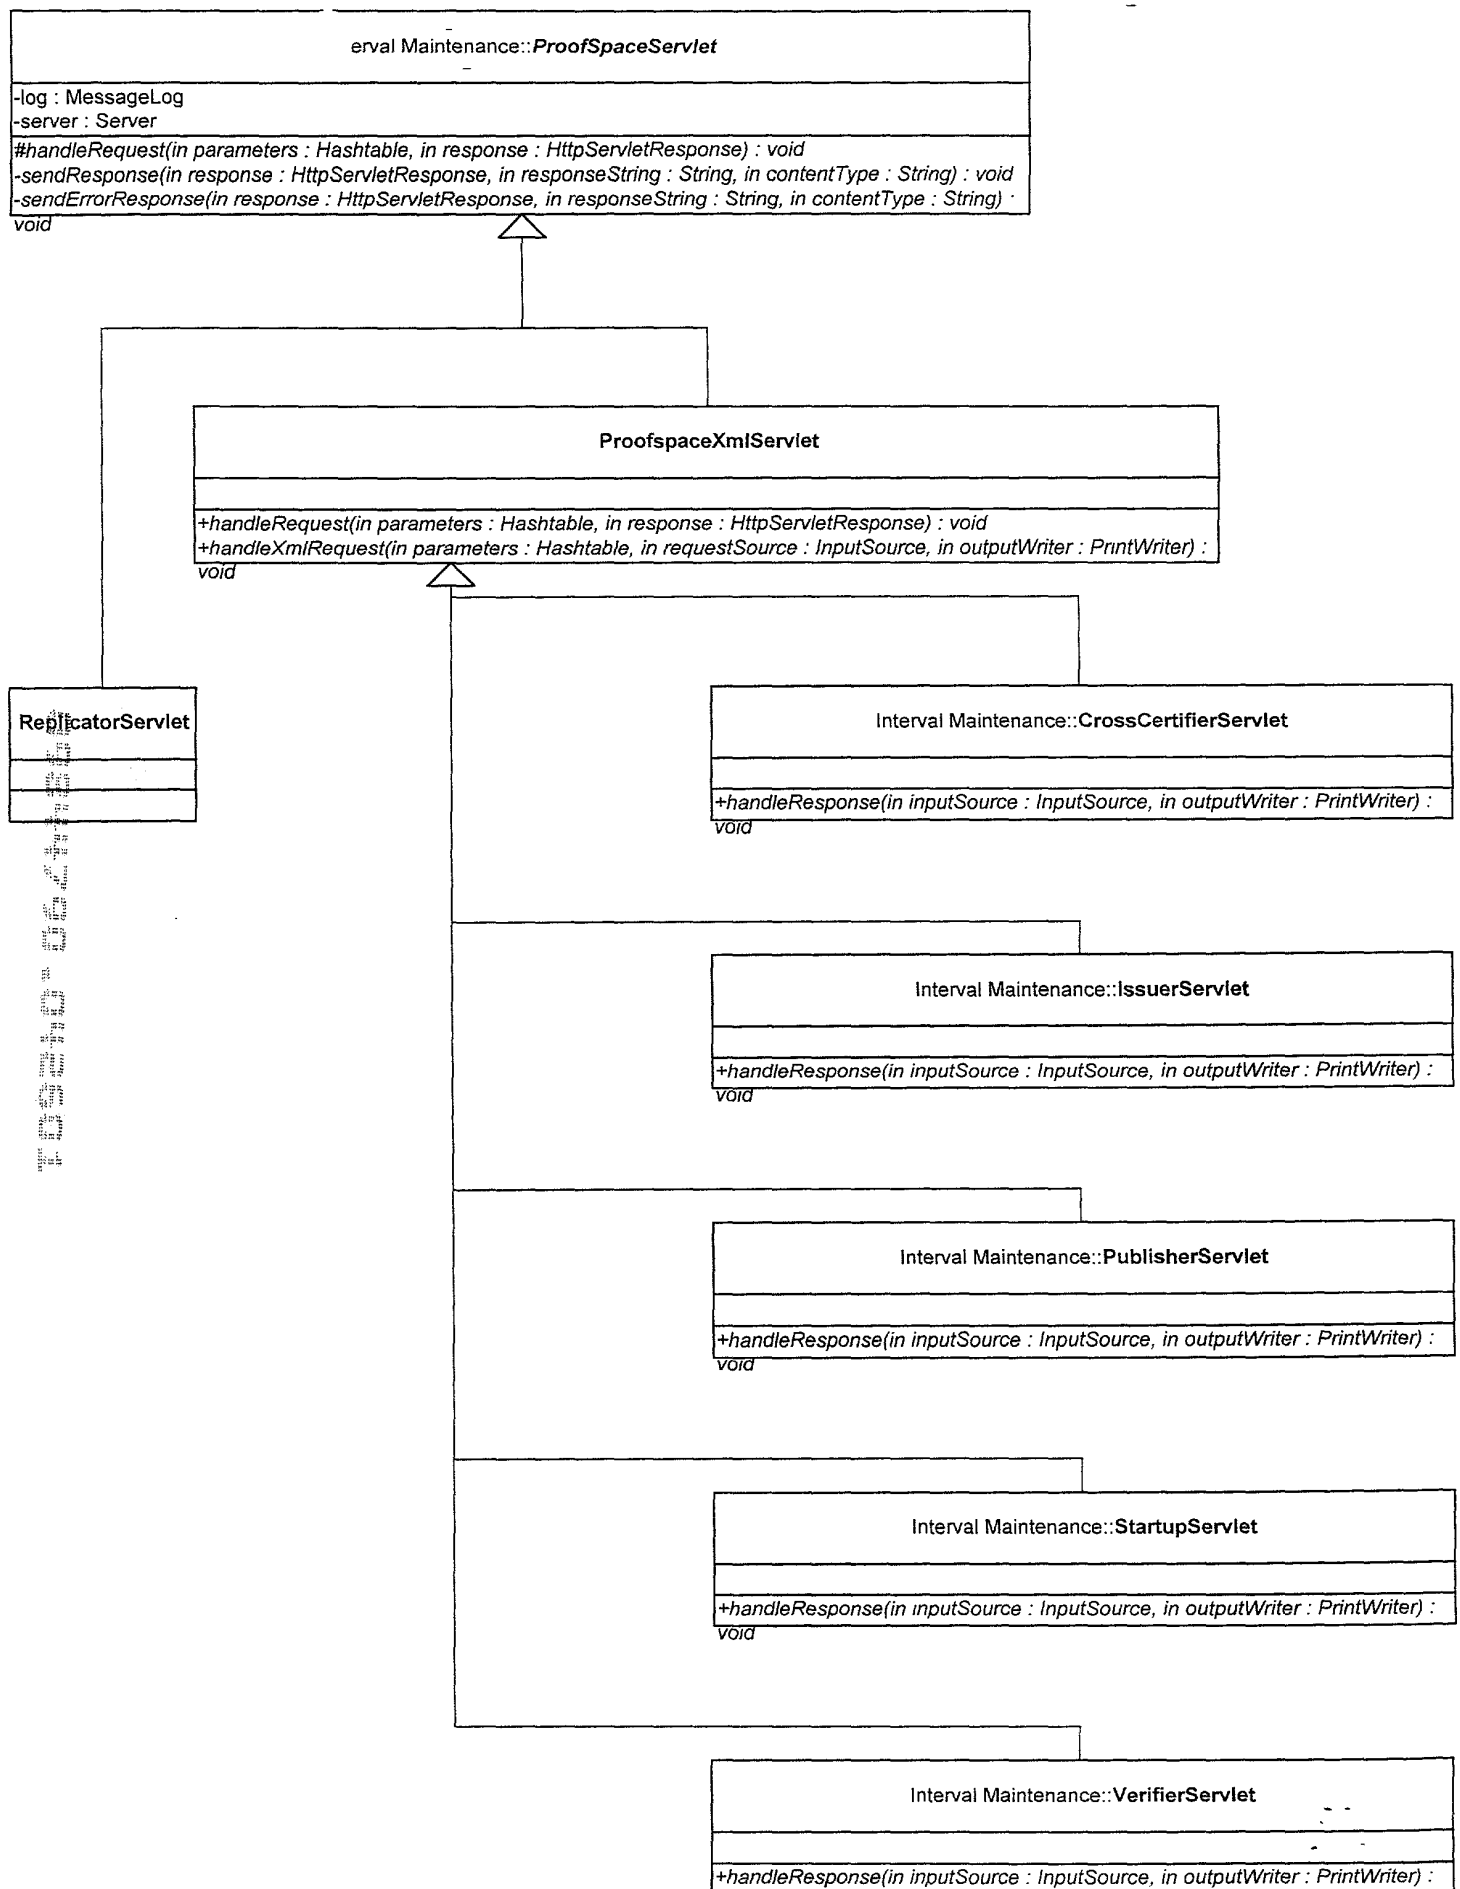 erval Maintenance::ProofSpaceServlet
-log : MessageLog
-server : Server
#handleRequest(in parameters : Hashtable, in response : HttpServletResponse) : void
-sendResponse(in response : HttpServletResponse, in responseString : String, in contentType : String) : void
-sendErrorResponse(in response : HttpServletResponse, in responseString : String, in contentType : String) :
void
ProofspaceXmlServlet
+handleRequest(in parameters : Hashtable, in response : HttpServletResponse) : void
+handleXmlRequest(in parameters : Hashtable, in requestSource : InputSource, in outputWriter : PrintWriter) :
void
ReplicatorServlet
Interval Maintenance::CrossCertifierServlet
+handleResponse(in inputSource : InputSource, in outputWriter : PrintWriter) :
void
Interval Maintenance::IssuerServlet
+handleResponse(in inputSource : InputSource, in outputWriter : PrintWriter) :
void
Interval Maintenance::PublisherServlet
+handleResponse(in inputSource : InputSource, in outputWriter : PrintWriter) :
void
Interval Maintenance::StartupServlet
+handleResponse(in inputSource : InputSource, in outputWriter : PrintWriter) :
void
Interval Maintenance::VerifierServlet
+handleResponse(in inputSource : InputSource, in outputWriter : PrintWriter) :